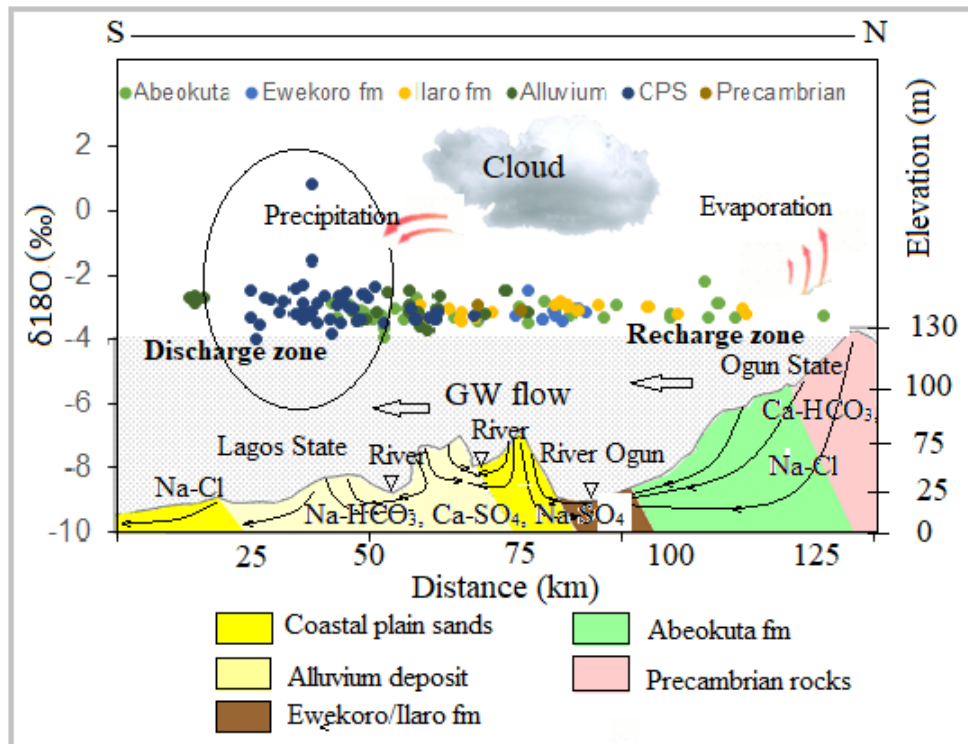 S N
Abeokuta Ewekoro fm Ilaro fm Alluvium CPS Precambrian
2
Cloud
Precipitation
Evaporation
0
-2
-4
130
Discharge zone
Recharge zone
Ogun State
100
-6
GW flow
Ca-HCO₃,
75
Lagos State
River
River
River Ogun
Na-Cl
-8
Na-Cl
25
Na-HCO₃, Ca-SO₄, Na-SO₄
-10
0
25 50 75 100 125
Distance (km)
δ18O (‰)
Elevation (m)
Coastal plain sands
Abeokuta fm
Alluvium deposit
Precambrian rocks
Ewekoro/Ilaro fm